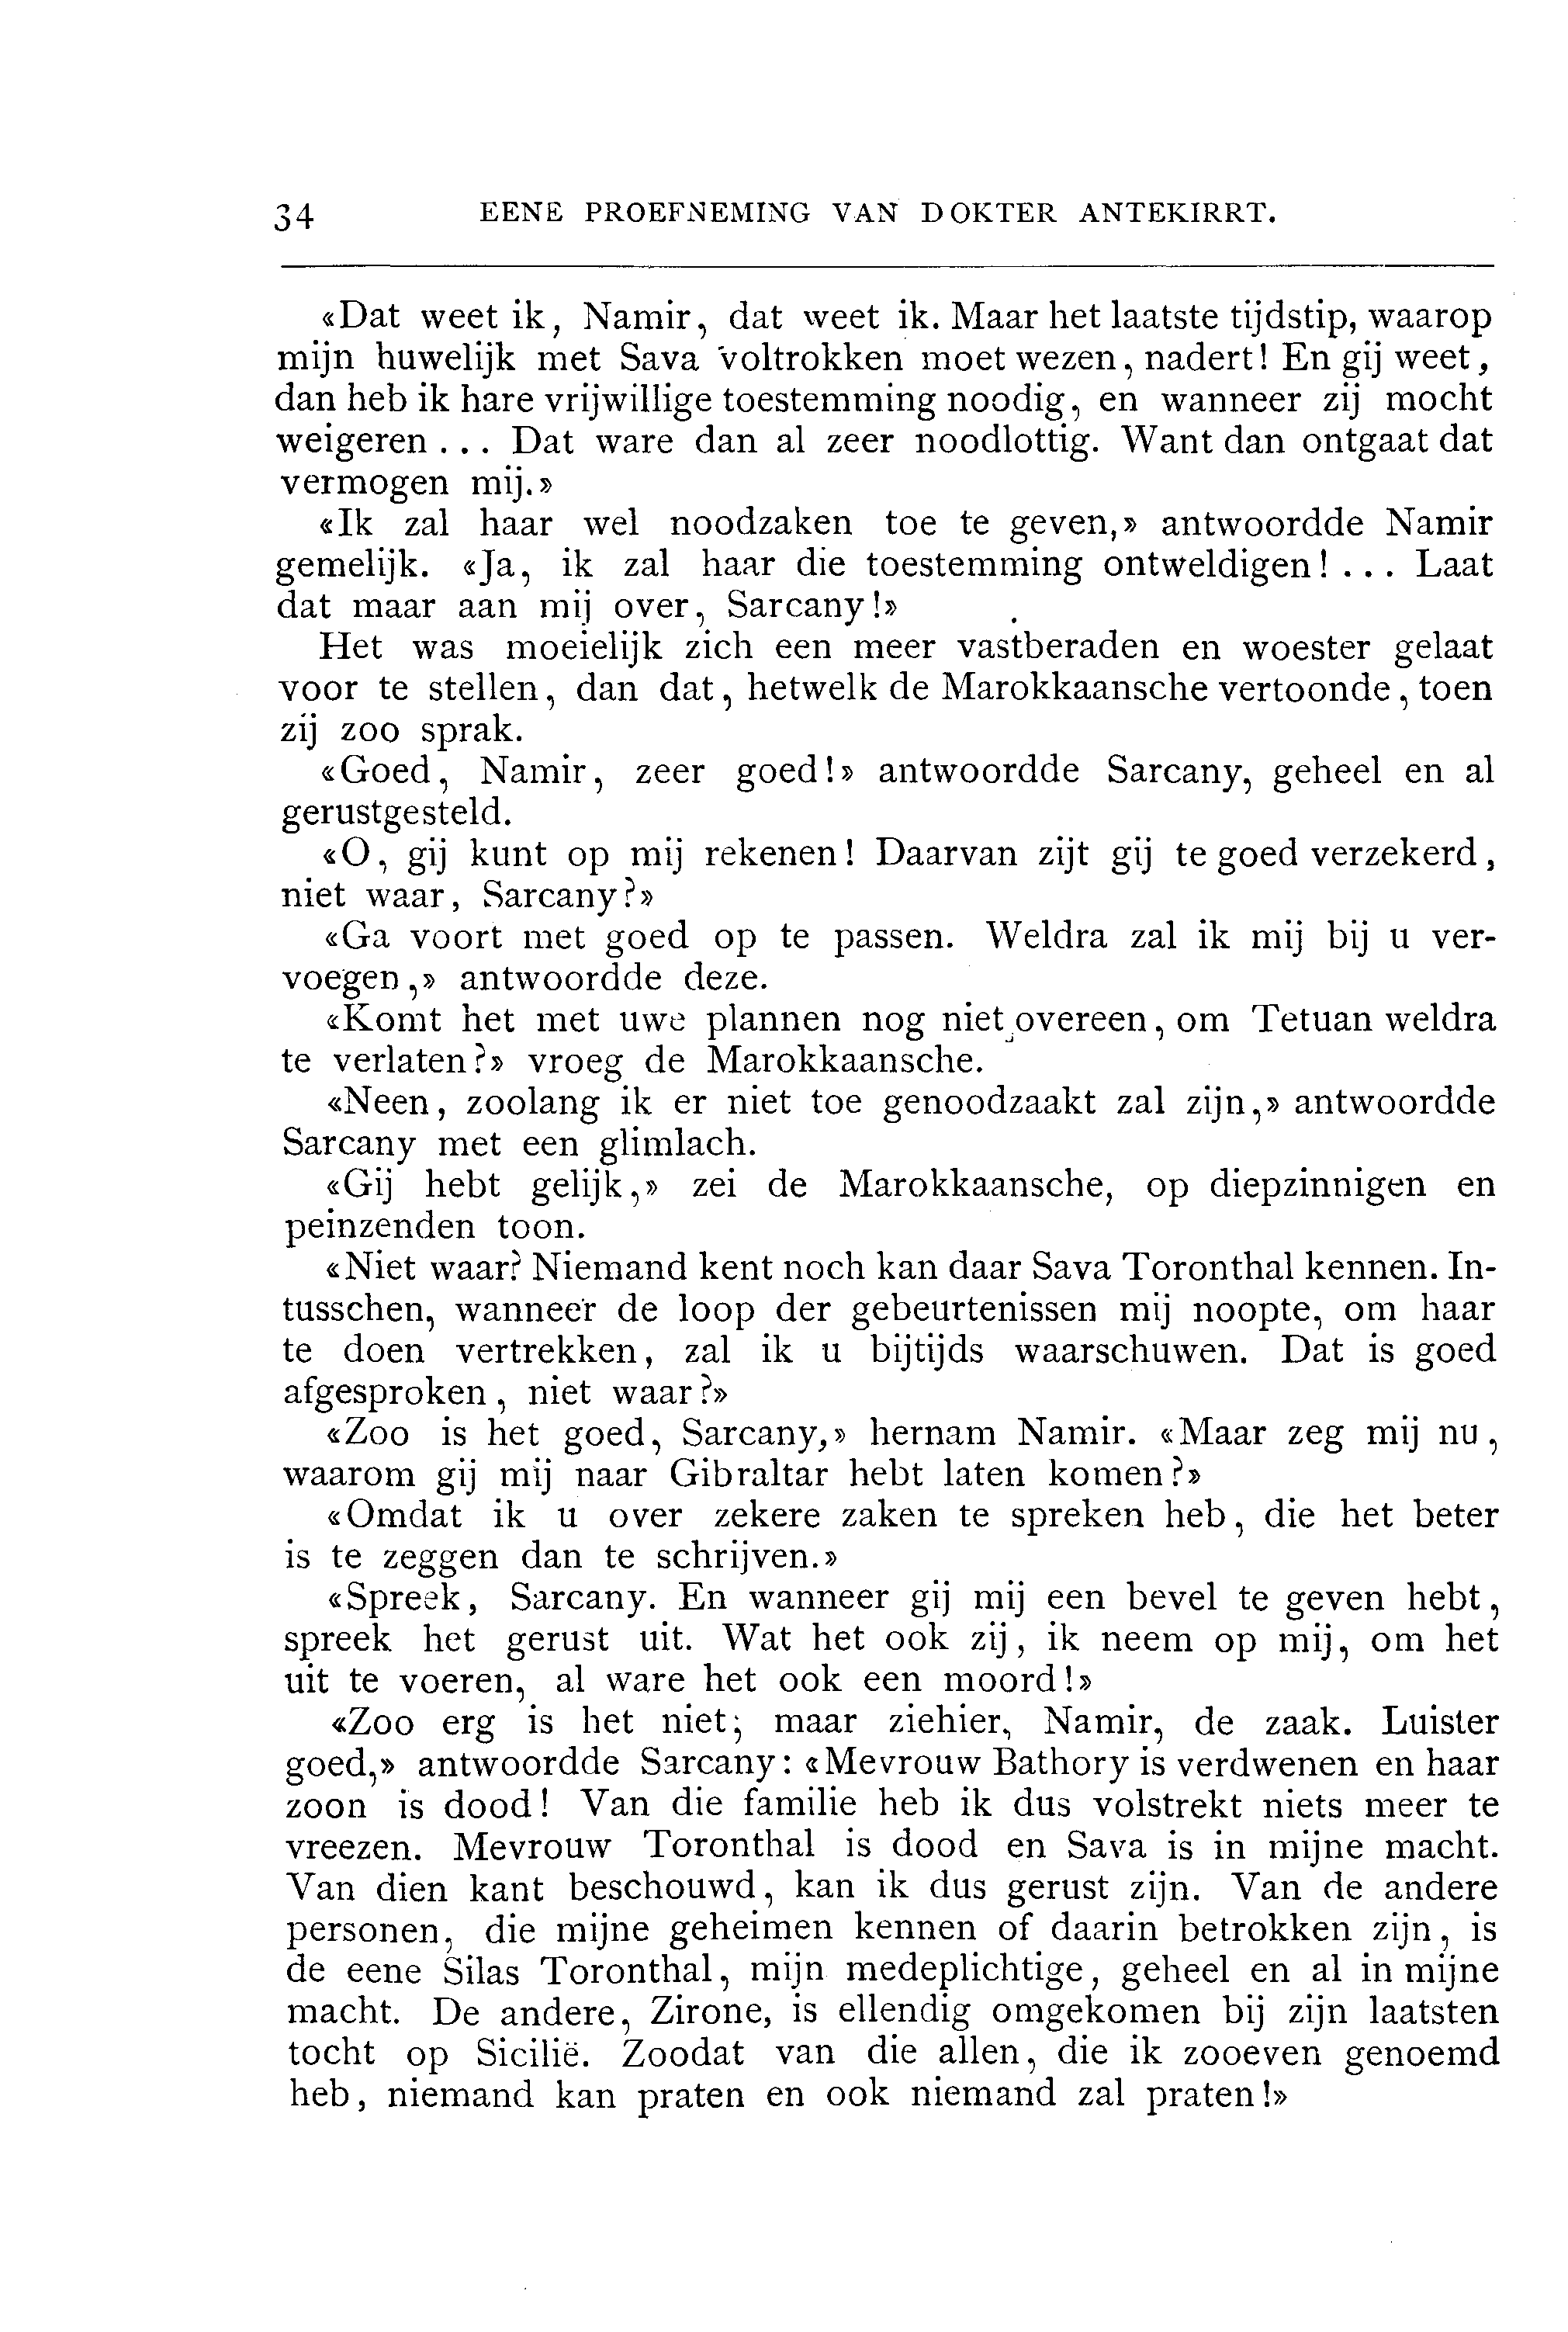 34 EENE PROEFNEMING VAN DOKTER ANTEKIRRT.
«Dat weet ik, Namir, dat weet ik. Maar het laatste tijdstip, waarop
mijn huwelijk met Sava voltrokken moet wezen, nadert! En gij weet,
dan heb ik hare vrijwillige toestemming noodig, en wanneer zij mocht
weigeren ... Dat ware dan al zeer noodlottig. Want dan ontgaat dat
vermogen mij.»
«Ik zal haar wel noodzaken toe te geven,» antwoordde Namir
gemelijk. «Ja, ik zal haar die toestemming ontweldigen! ... Laat
dat maar aan mij over, Sarcany!»
Het was moeielijk zich een meer vastberaden en woester gelaat
voor te stellen, dan dat, hetwelk de Marokkaansche vertoonde, toen
zij zoo sprak.
«Goed, Namir, zeer goed!» antwoordde Sarcany, geheel en al
gerustgesteld.
«O, gij kunt op mij rekenen! Daarvan zijt gij te goed verzekerd,
niet waar, Sarcany?»
«Ga voort met goed op te passen. Weldra zal ik mij bij u ver-
voegen,» antwoordde deze.
«Komt het met uwe plannen nog niet overeen, om Tetuan weldra
te verlaten?» vroeg de Marokkaansche.
«Neen, zoolang ik er niet toe genoodzaakt zal zijn,» antwoordde
Sarcany met een glimlach.
«Gij hebt gelijk,» zei de Marokkaansche, op diepzinnigen en
peinzenden toon.
«Niet waar? Niemand kent noch kan daar Sava Toronthal kennen. In-
tusschen, wanneer de loop der gebeurtenissen mij noopte, om haar
te doen vertrekken, zal ik u bijtijds waarschuwen. Dat is goed
afgesproken, niet waar?»
«Zoo is het goed, Sarcany,» hernam Namir. «Maar zeg mij nu,
waarom gij mij naar Gibraltar hebt laten komen?»
«Omdat ik u over zekere zaken te spreken heb, die het beter
is te zeggen dan te schrijven.»
«Spreek, Sarcany. En wanneer gij mij een bevel te geven hebt,
spreek het gerust uit. Wat het ook zij, ik neem op mij, om het
uit te voeren, al ware het ook een moord!»
«Zoo erg is het niet; maar ziehier, Namir, de zaak. Luister
goed,» antwoordde Sarcany: «Mevrouw Bathory is verdwenen en haar
zoon is dood! Van die familie heb ik dus volstrekt niets meer te
vreezen. Mevrouw Toronthal is dood en Sava is in mijne macht.
Van dien kant beschouwd, kan ik dus gerust zijn. Van de andere
personen, die mijne geheimen kennen of daarin betrokken zijn, is
de eene Silas Toronthal, mijn medeplichtige, geheel en al in mijne
macht. De andere, Zirone, is ellendig omgekomen bij zijn laatsten
tocht op Sicilië. Zoodat van die allen, die ik zooeven genoemd
heb, niemand kan praten en ook niemand zal praten!»